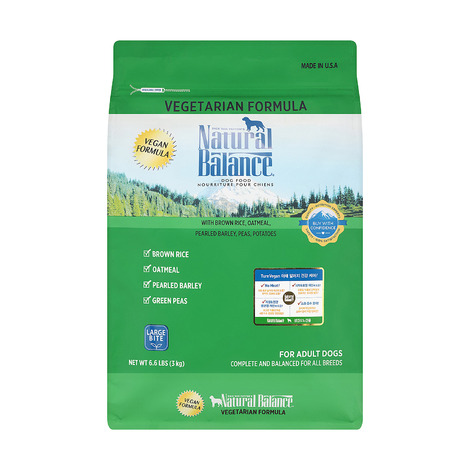 MADE IN U.S.A
VEGETARIAN FORMULA
VEGAN
FORMULA
Natural
Balance
DOG FOOD
NOURRITURE POUR CHIENS
WITH BROWN RICE, OATMEAL,
PEARLED BARLEY, PEAS, POTATOES
BUY WITH
CONFIDENCE
BROWN RICE
OATMEAL
PEARLED BARLEY
GREEN PEAS
No Meat!
LARGE
BITE
NET WT 6.6 LBS (3 kg)
FOR ADULT DOGS
COMPLETE AND BALANCED FOR ALL BREEDS
VEGAN
FORMULA
Natural Balance
VEGETARIAN FORMULA